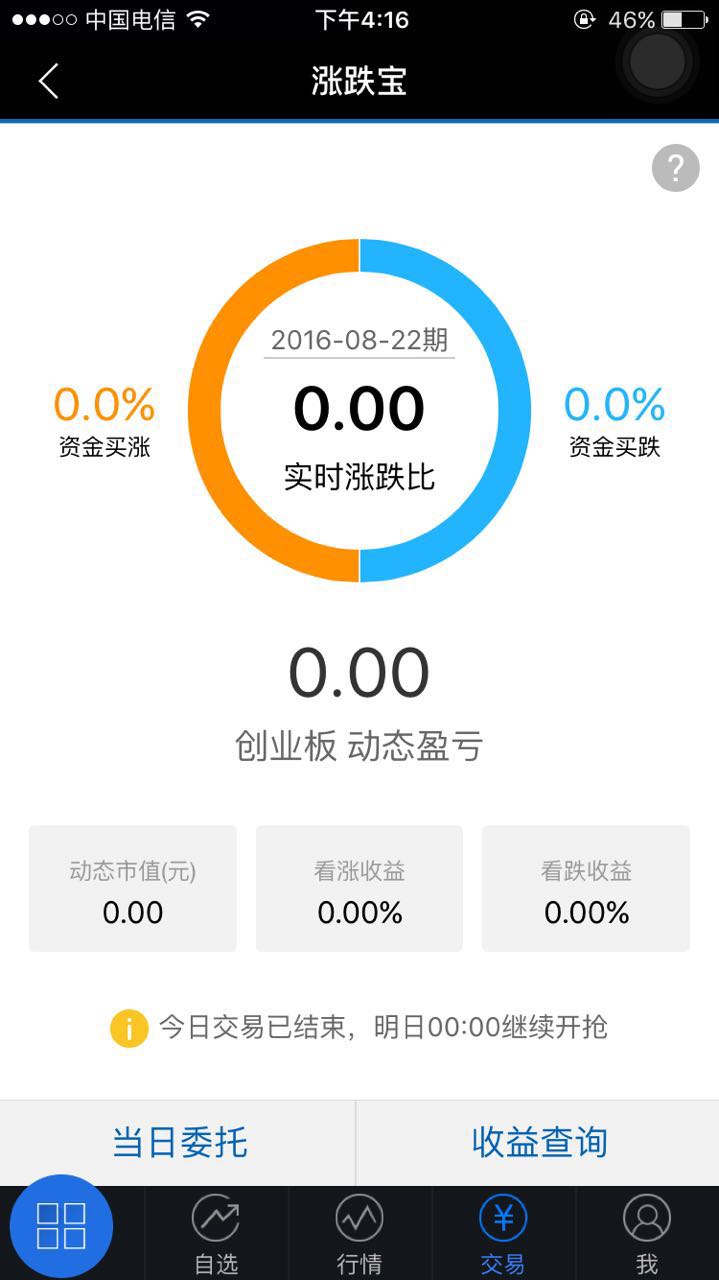 中国电信 下午4:16 46%
涨跌宝
?
2016-08-22期
0.0% 0.00 0.0%
资金买涨 资金买跌
实时涨跌比
0.00
创业板 动态盈亏
动态市值(元) 看涨收益 看跌收益
0.00 0.00% 0.00%
i 今日交易已结束，明日00:00继续开抢
当日委托 收益查询
¥
自选 行情 交易 我